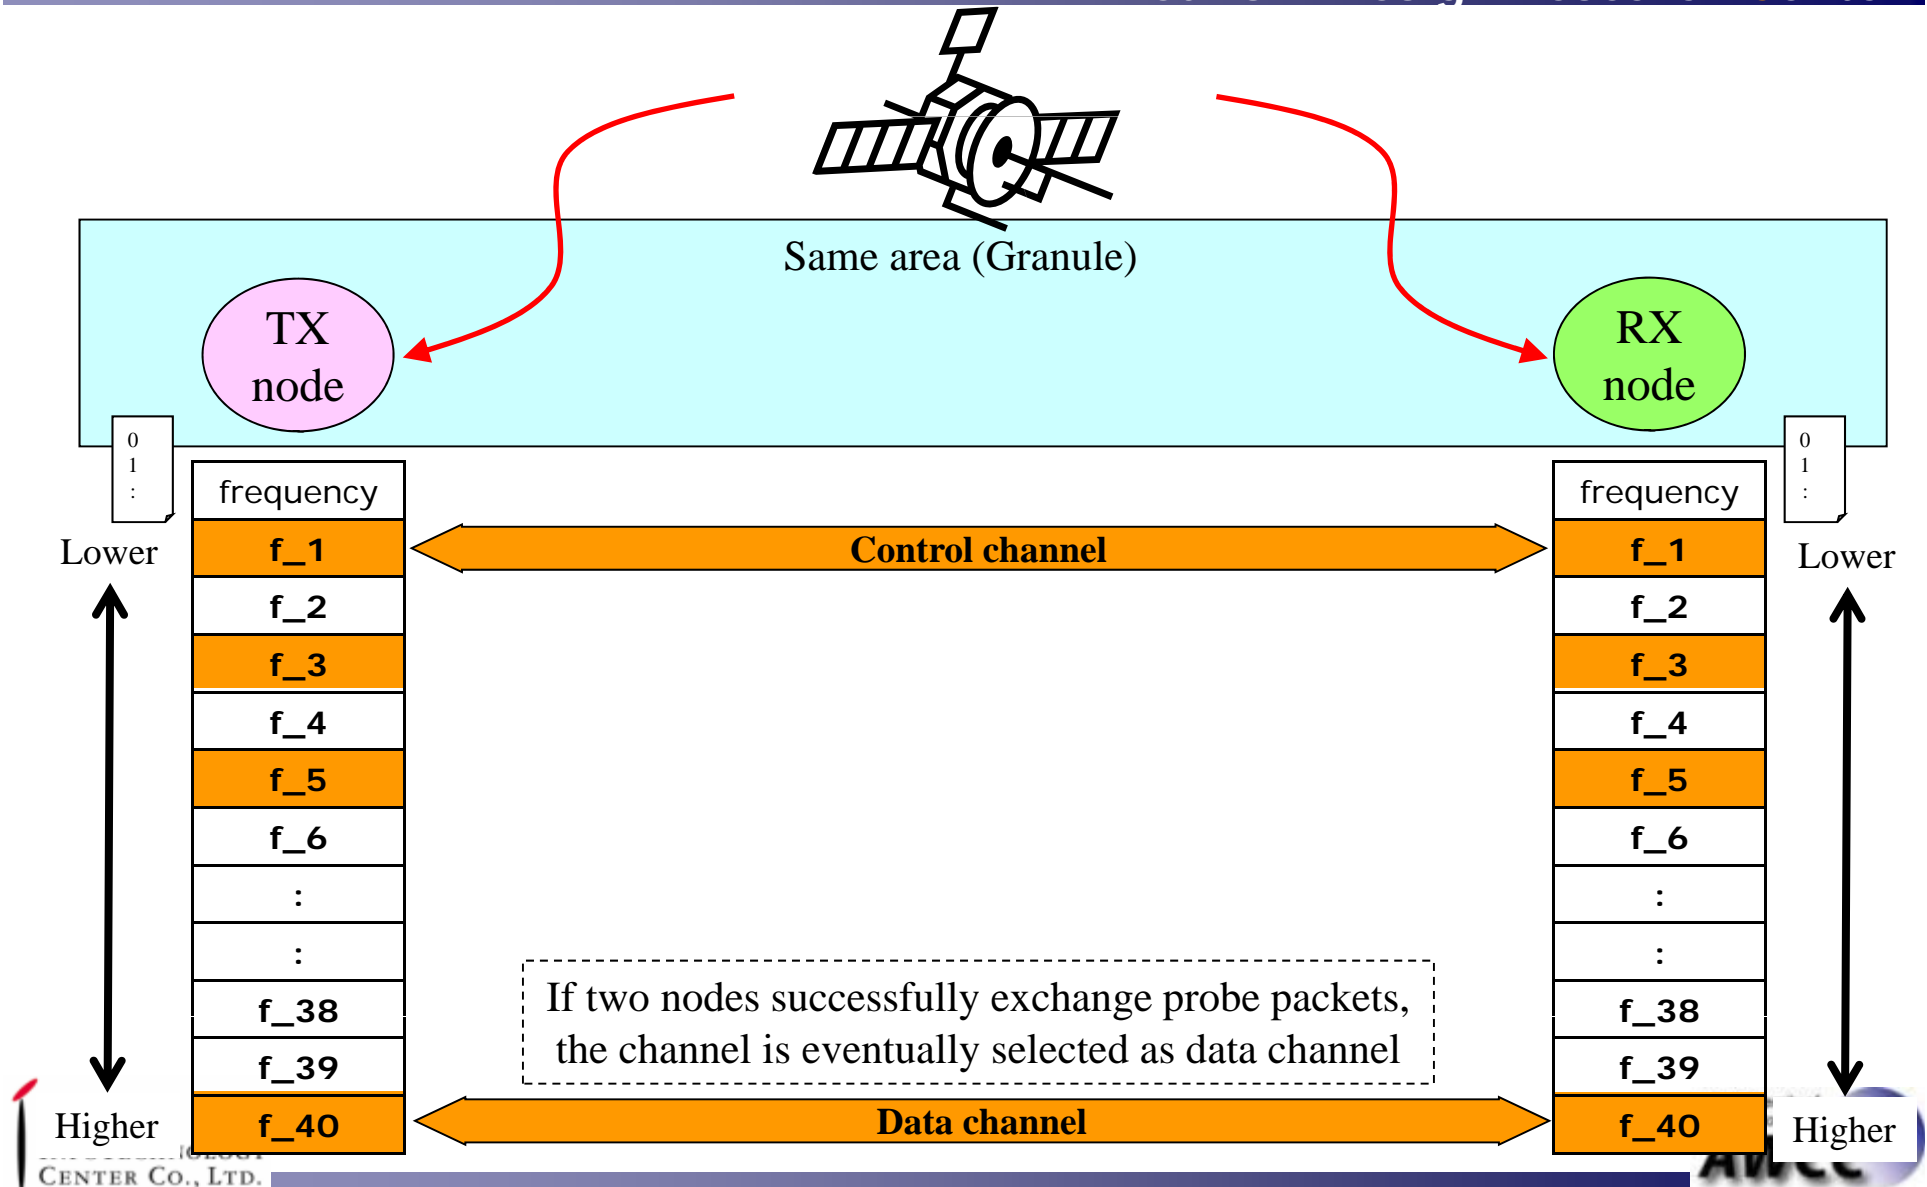 Same area (Granule)
TX
node
RX
node
0
1
:
0
1
:
frequency
f_1
f_2
f_3
f_4
f_5
f_6
:
:
f_38
f_39
f_40
Lower
Higher
Control channel
If two nodes successfully exchange probe packets,
the channel is eventually selected as data channel
Data channel
frequency
f_1
f_2
f_3
f_4
f_5
f_6
:
:
f_38
f_39
f_40
Lower
Higher
CENTER CO., LTD.